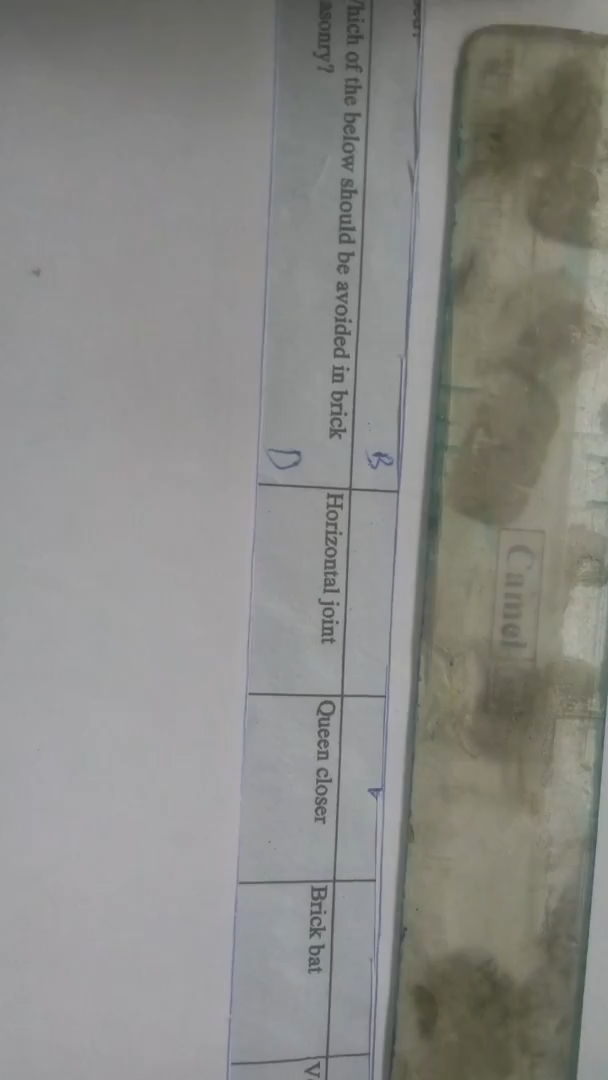 hich of the below should be avoided in brick
asonry?
B
D
Horizontal joint
Queen closer
Brick bat
V
Camel